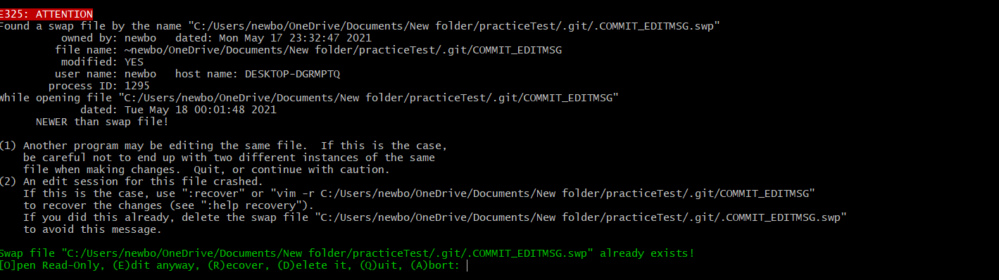 E325: ATTENTION
Found a swap file by the name "C:/Users/newbo/OneDrive/Documents/New folder/practiceTest/.git/.COMMIT_EDITMSG.swp"
          owned by: newbo   dated: Mon May 17 23:32:47 2021
         file name: ~newbo/OneDrive/Documents/New folder/practiceTest/.git/COMMIT_EDITMSG
          modified: YES
         user name: newbo   host name: DESKTOP-DGRMPTQ
        process ID: 1295
While opening file "C:/Users/newbo/OneDrive/Documents/New folder/practiceTest/.git/COMMIT_EDITMSG"
             dated: Tue May 18 00:01:48 2021
      NEWER than swap file!

(1) Another program may be editing the same file.  If this is the case,
    be careful not to end up with two different instances of the same
    file when making changes.  Quit, or continue with caution.
(2) An edit session for this file crashed.
    If this is the case, use ":recover" or "vim -r C:/Users/newbo/OneDrive/Documents/New folder/practiceTest/.git/COMMIT_EDITMSG"
    to recover the changes (see ":help recovery").
    If you did this already, delete the swap file "C:/Users/newbo/OneDrive/Documents/New folder/practiceTest/.git/.COMMIT_EDITMSG.swp"
    to avoid this message.

Swap file "C:/Users/newbo/OneDrive/Documents/New folder/practiceTest/.git/.COMMIT_EDITMSG.swp" already exists!
[O]pen Read-Only, (E)dit anyway, (R)ecover, (D)elete it, (Q)uit, (A)bort: